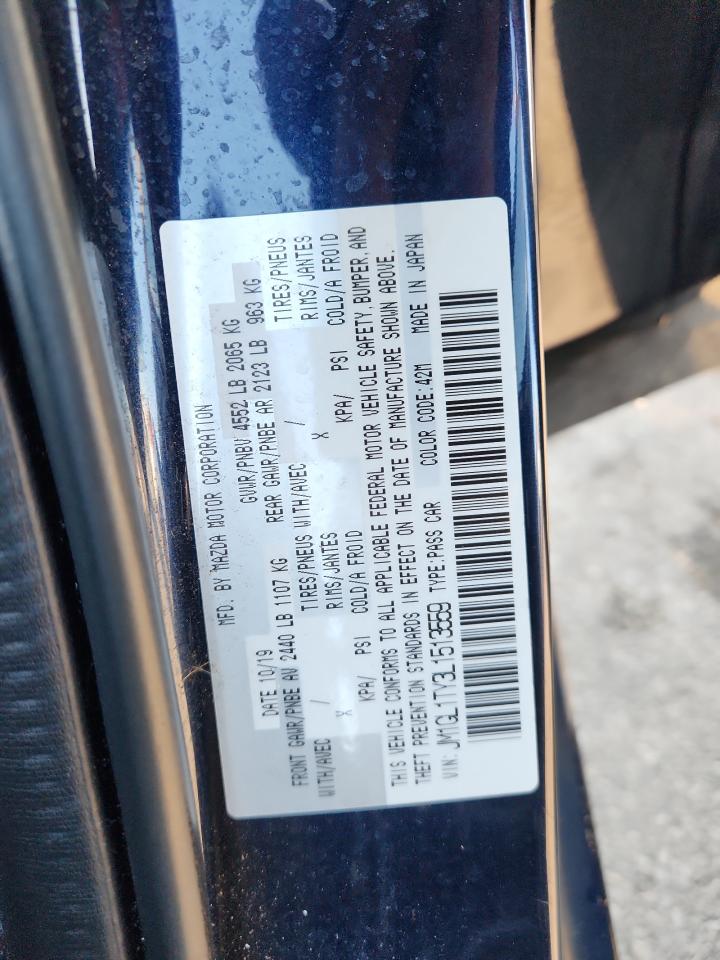 MFD. BY MAZDA MOTOR CORPORATION
DATE 10/19 GVWR/PNBV 4552 LB 2065 KG
FRONT GAWR/PNBE AV 2440 LB 1107 KG REAR GAWR/PNBE AR 2123 LB 963 KG
WITH/AVEC / TIRES/PNEUS WITH/AVEC / TIRES/PNEUS
X RIMS/JANTES X RIMS/JANTES
KPA/ PSI COLD/A FROID KPA/ PSI COLD/A FROID
THIS VEHICLE CONFORMS TO ALL APPLICABLE FEDERAL MOTOR VEHICLE SAFETY, BUMPER, AND
THEFT PREVENTION STANDARDS IN EFFECT ON THE DATE OF MANUFACTURE SHOWN ABOVE.
VIN: JM1GL1TY3L1513559 TYPE:PASS CAR COLOR CODE:42M MADE IN JAPAN